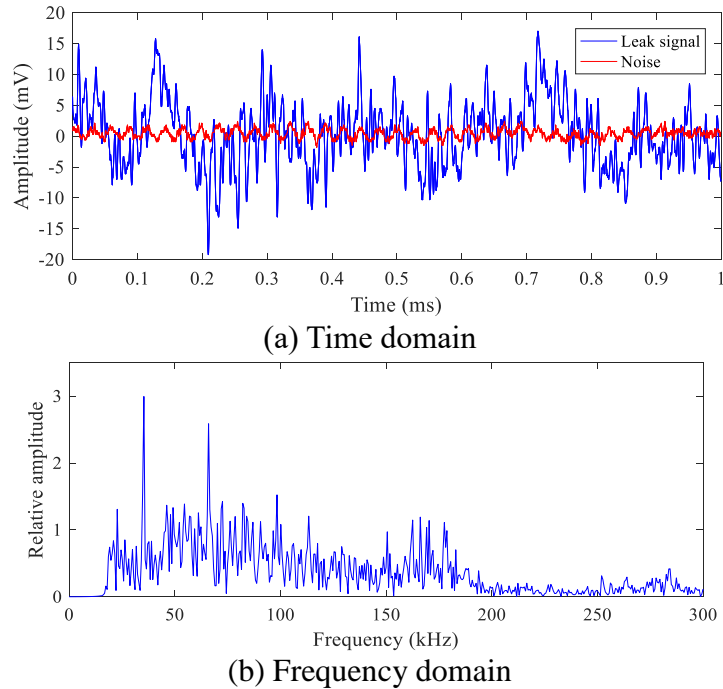 20
15
10
5
0
-5
-10
-15
-20
Amplitude (mV)
Leak signal
Noise
0 0.1 0.2 0.3 0.4 0.5 0.6 0.7 0.8 0.9 1
Time (ms)
(a) Time domain
3
2
1
0
Relative amplitude
0 50 100 150 200 250 300
Frequency (kHz)
(b) Frequency domain